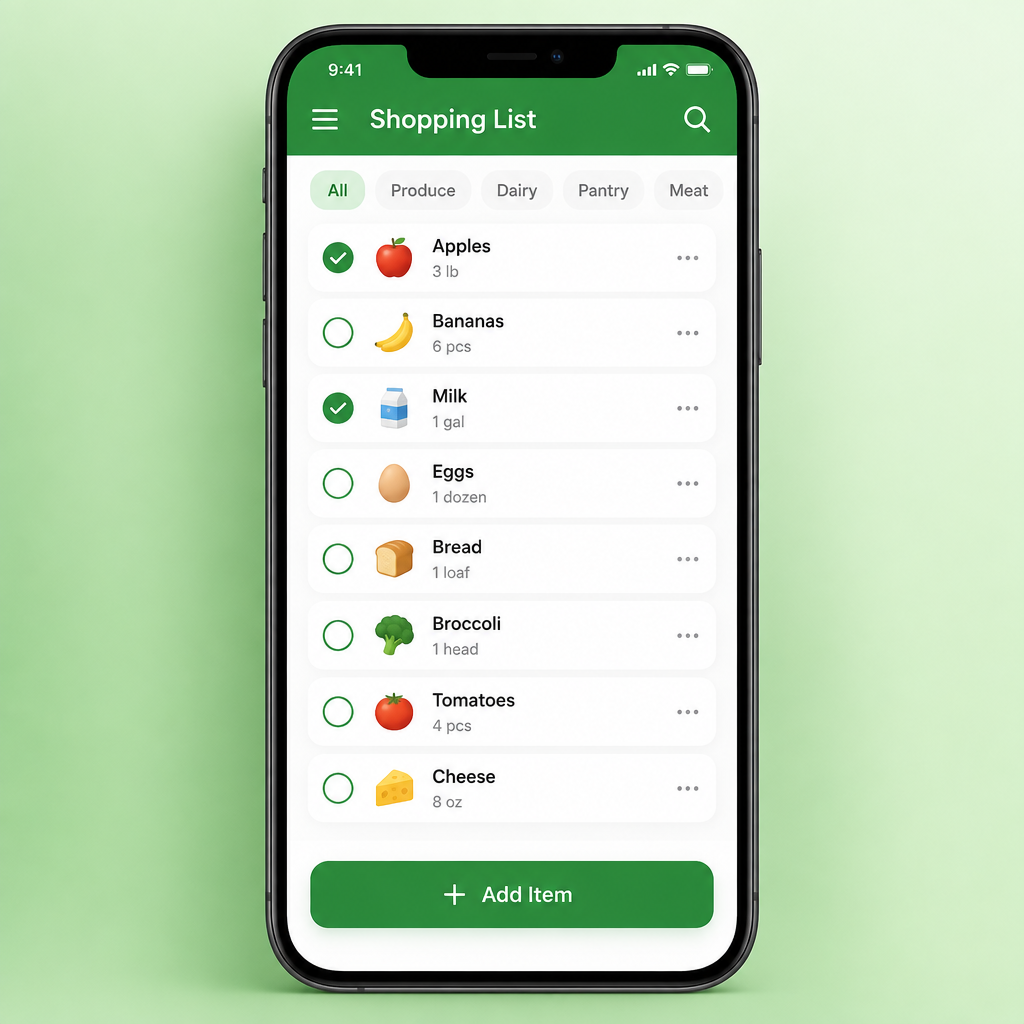 9:41
Shopping List
All Produce Dairy Pantry Meat
Apples
3 lb
Bananas
6 pcs
Milk
1 gal
Eggs
1 dozen
Bread
1 loaf
Broccoli
1 head
Tomatoes
4 pcs
Cheese
8 oz
+ Add Item